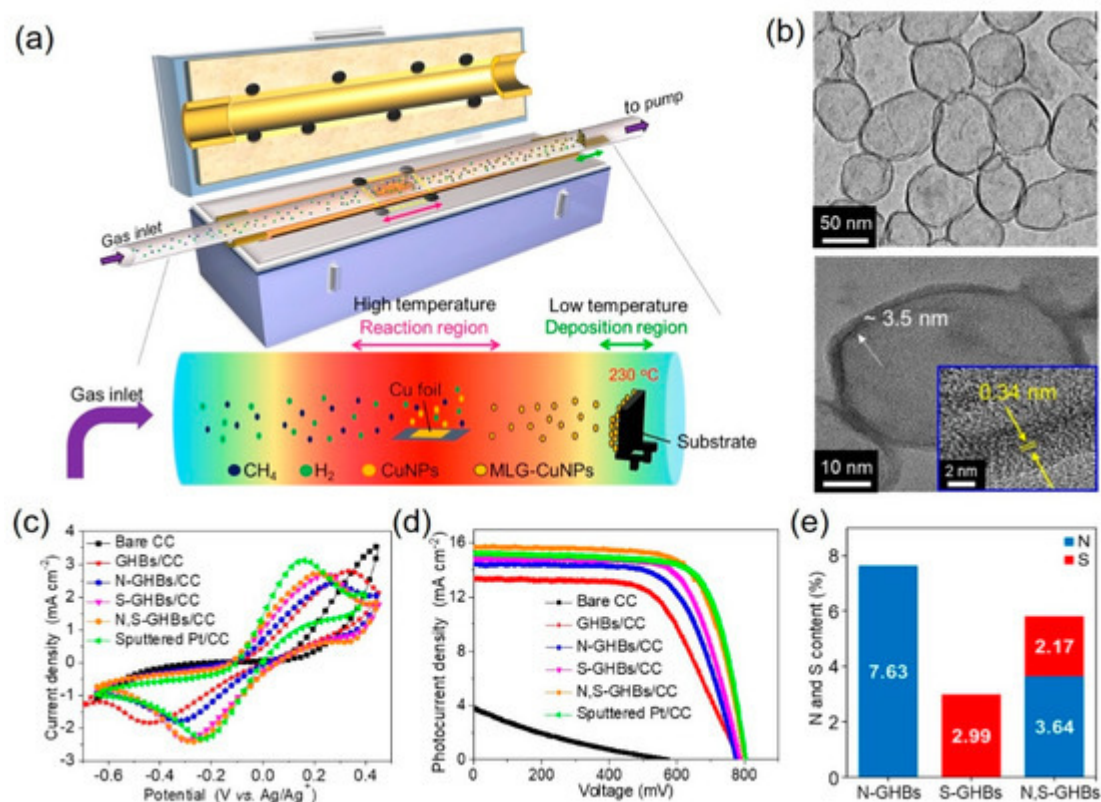 (a)
to pump
Gas inlet
High temperature
Reaction region
Low temperature
Deposition region
Gas inlet
230 °C
Cu foil
Substrate
CH4
H2
CuNPs
MLG-CuNPs
(b)
50 nm
~ 3.5 nm
0.34 nm
10 nm
2 nm
(c)
4
3
2
1
0
-1
-2
-3
Current density (mA cm-2)
Bare CC
GHBs/CC
N-GHBs/CC
S-GHBs/CC
N,S-GHBs/CC
Sputtered Pt/CC
-0.6 -0.4 -0.2 0.0 0.2 0.4
Potential (V vs. Ag/Ag+)
(d)
16
12
8
4
0
Photocurrent density (mA cm-2)
Bare CC
GHBs/CC
N-GHBs/CC
S-GHBs/CC
N,S-GHBs/CC
Sputtered Pt/CC
0 200 400 600 800
Voltage (mV)
(e)
N
S
8
6
4
2
0
N and S content (%)
7.63
2.99
2.17
3.64
N-GHBs S-GHBs N,S-GHBs